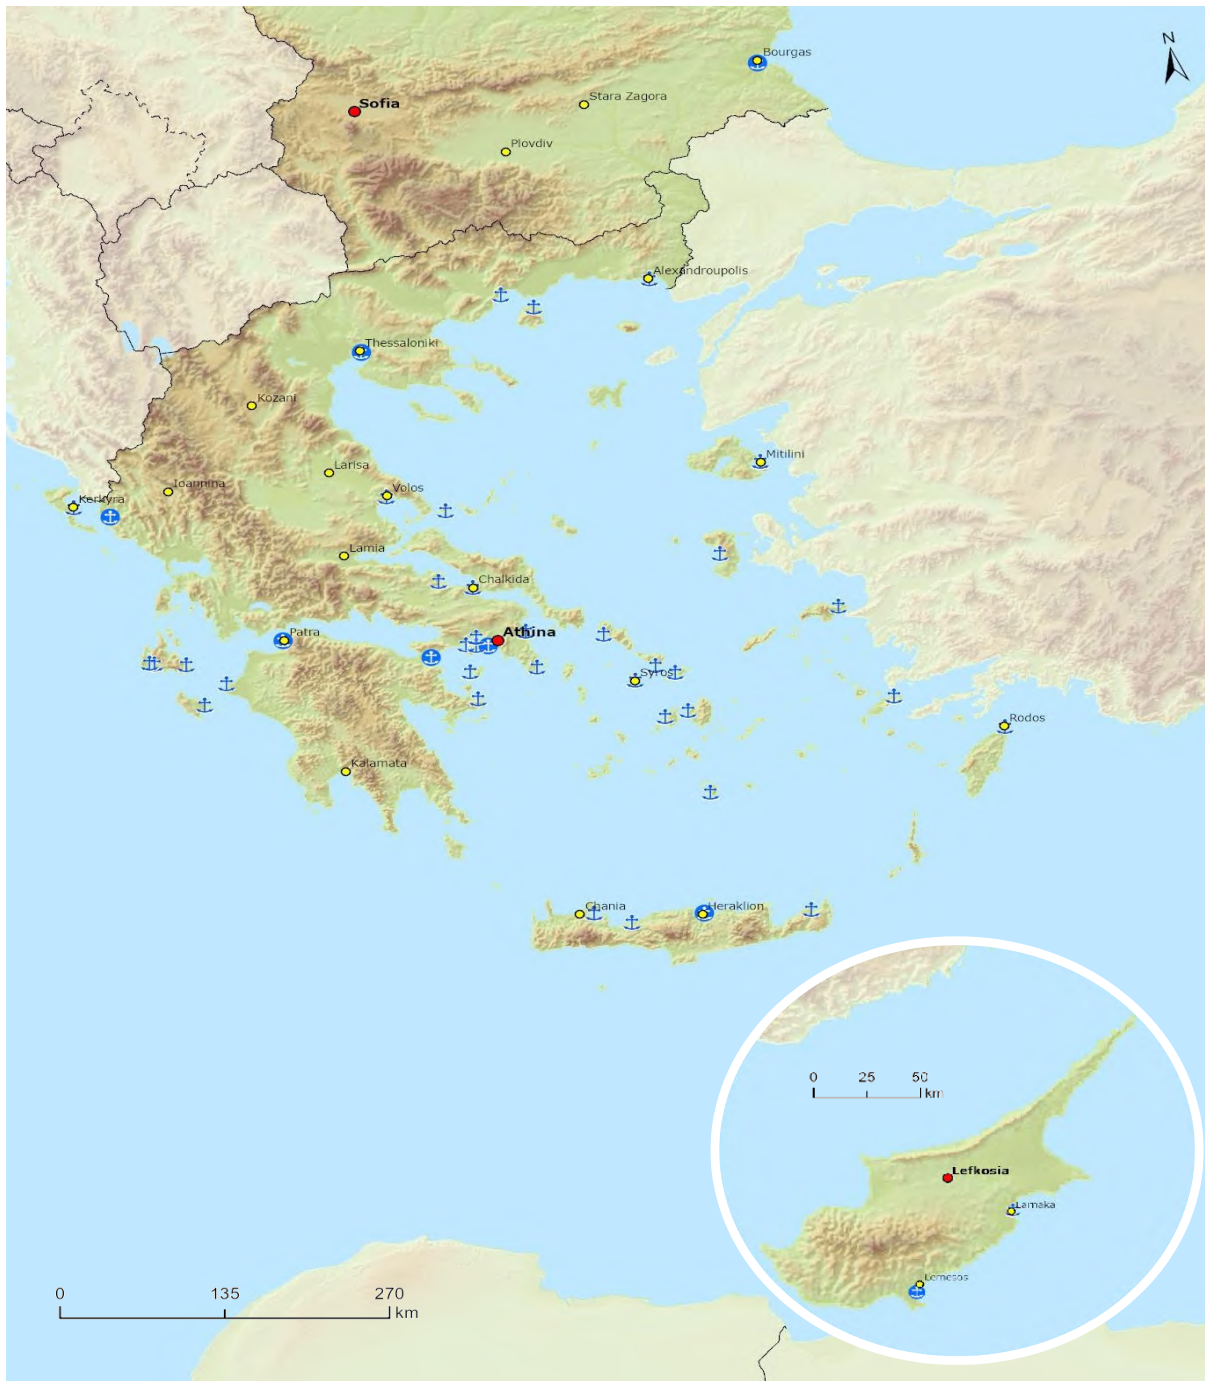 N
Bourgas
Sofia
Stara Zagora
Plovdiv
Alexandroupolis
Thessaloniki
Kozani
Mitilini
Larisa
Ioannina
Volos
Kerkyra
Lamia
Chalkida
Patra
Athina
Syros
Rodos
Kalamata
Chania
Heraklion
0 25 50
km
Lefkosia
Larnaka
Lemesos
0 135 270
km